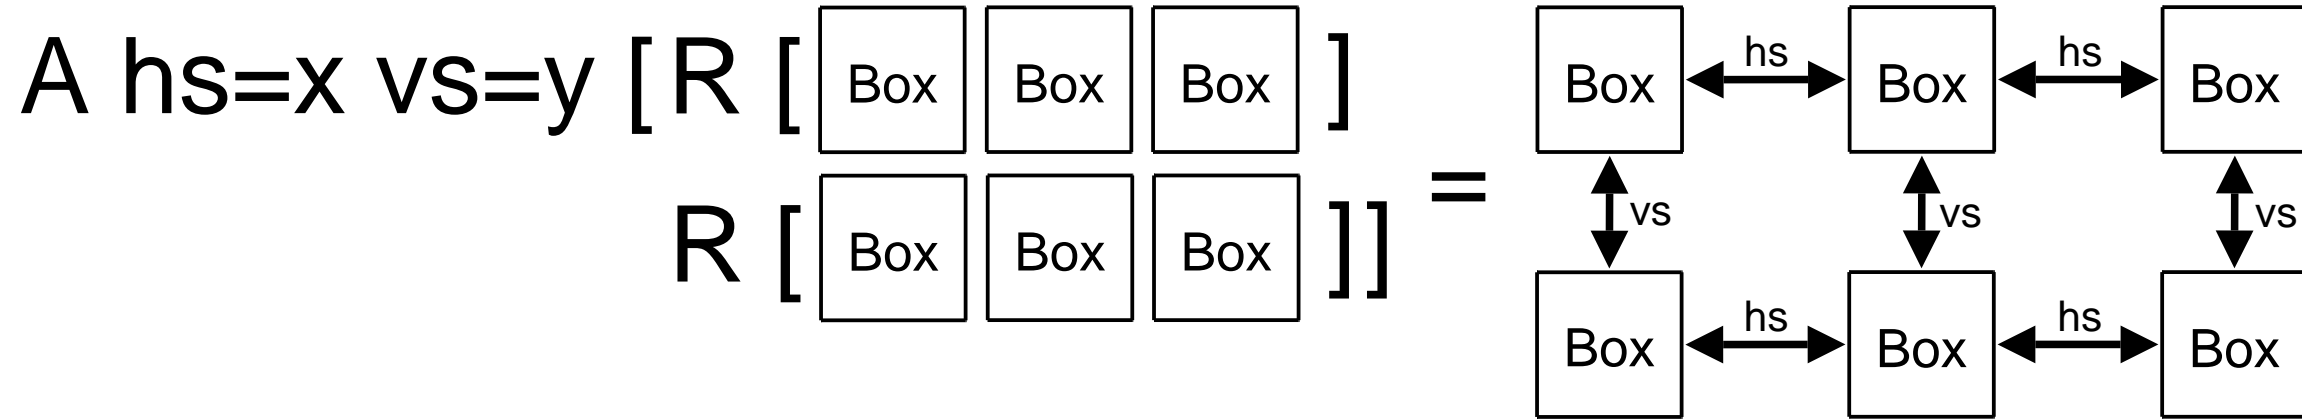 A hs=x vs=y [R [ Box Box Box ]
R [ Box Box Box ]]
=
Box hs Box hs Box
vs vs vs
Box hs Box hs Box